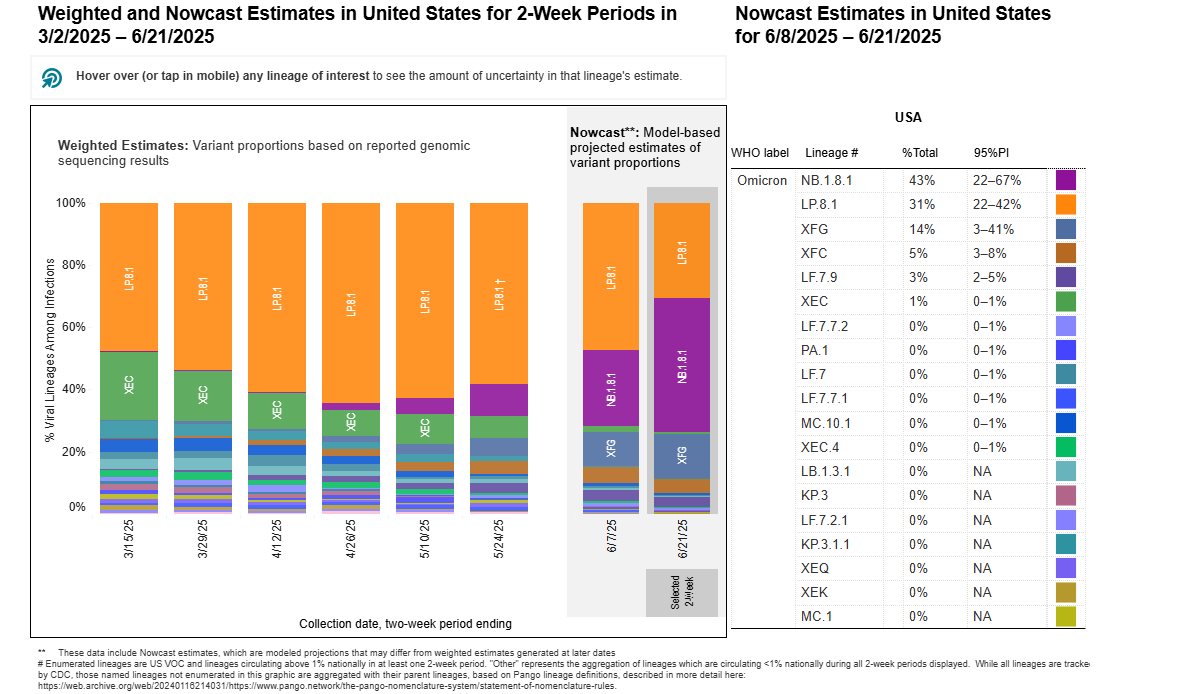 Weighted and Nowcast Estimates in United States for 2-Week Periods in
3/2/2025 – 6/21/2025
Nowcast Estimates in United States
for 6/8/2025 – 6/21/2025
Hover over (or tap in mobile) any lineage of interest to see the amount of uncertainty in that lineage's estimate.
Weighted Estimates: Variant proportions based on reported genomic
sequencing results
Nowcast**: Model-based
projected estimates of
variant proportions
% Viral Lineages Among Infections
100%
80%
60%
40%
20%
0%
LP.8.1
XEC
LP.8.1
XEC
LP.8.1
XEC
LP.8.1
XEC
LP.8.1
XEC
LP.8.1 †
LP.8.1
NB.1.8.1
XFG
LP.8.1
NB.1.8.1
XFG
3/15/25
3/29/25
4/12/25
4/26/25
5/10/25
5/24/25
6/7/25
6/21/25
Selected
2-Week
Collection date, two-week period ending
USA
WHO label Lineage # %Total 95%PI
Omicron NB.1.8.1 43% 22–67%
LP.8.1 31% 22–42%
XFG 14% 3–41%
XFC 5% 3–8%
LF.7.9 3% 2–5%
XEC 1% 0–1%
LF.7.7.2 0% 0–1%
PA.1 0% 0–1%
LF.7 0% 0–1%
LF.7.7.1 0% 0–1%
MC.10.1 0% 0–1%
XEC.4 0% 0–1%
LB.1.3.1 0% NA
KP.3 0% NA
LF.7.2.1 0% NA
KP.3.1.1 0% NA
XEQ 0% NA
XEK 0% NA
MC.1 0% NA
** These data include Nowcast estimates, which are modeled projections that may differ from weighted estimates generated at later dates
# Enumerated lineages are US VOC and lineages circulating above 1% nationally in at least one 2-week period. "Other" represents the aggregation of lineages which are circulating <1% nationally during all 2-week periods displayed. While all lineages are tracke
by CDC, those named lineages not enumerated in this graphic are aggregated with their parent lineages, based on Pango lineage definitions, described in more detail here:
https://web.archive.org/web/20240116214031/https://www.pango.network/the-pango-nomenclature-system/statement-of-nomenclature-rules.